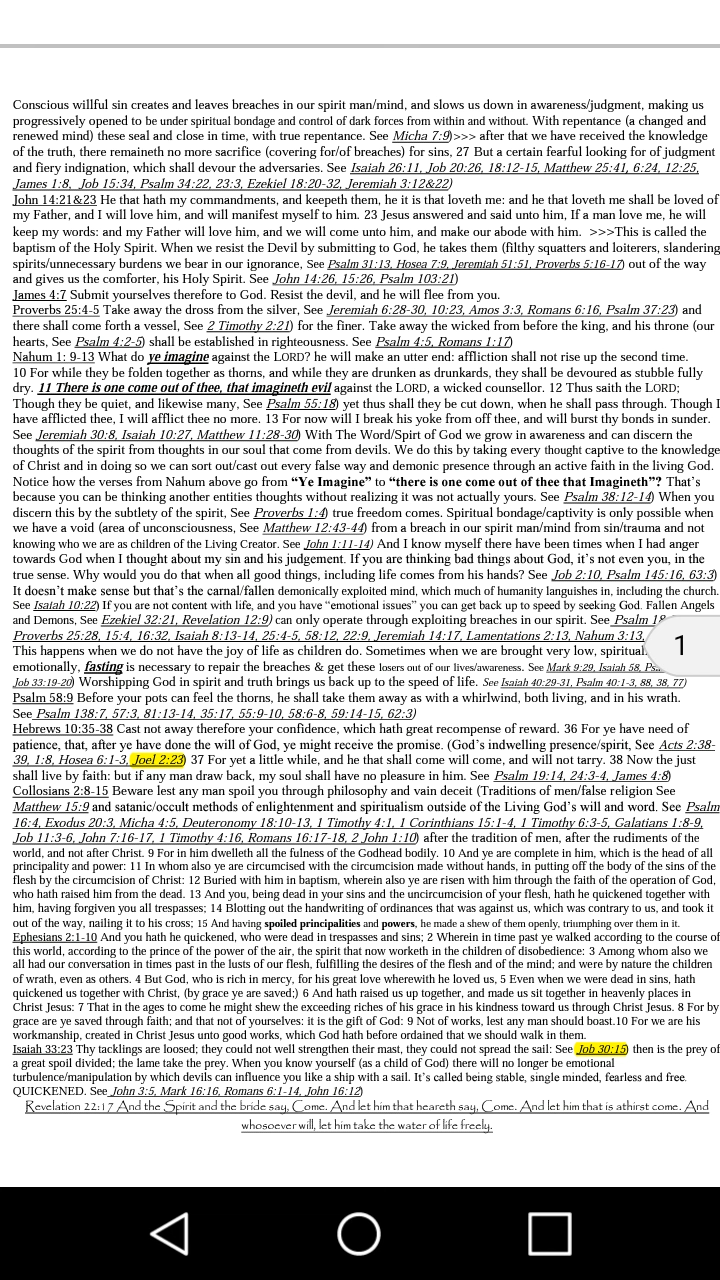 Conscious willful sin creates and leaves breaches in our spirit man/mind, and slows us down in awareness/judgment, making us
progressively opened to be under spiritual bondage and control of dark forces from within and without. With repentance (a changed and
renewed mind) these seal and close in time, with true repentance. See Micha 7:9)>>> after that we have received the knowledge
of the truth, there remaineth no more sacrifice (covering for/of breaches) for sins, 27 But a certain fearful looking for of judgment
and fiery indignation, which shall devour the adversaries. See Isaiah 26:11, Job 20:26, 18:12-15, Matthew 25:41, 6:24, 12:25,
James 1:8, Job 15:34, Psalm 34:22, 23:3, Ezekiel 18:20-32, Jeremiah 3:12&22)
John 14:21&23 He that hath my commandments, and keepeth them, he it is that loveth me: and he that loveth me shall be loved of
my Father, and I will love him, and will manifest myself to him. 23 Jesus answered and said unto him, If a man love me, he will
keep my words: and my Father will love him, and we will come unto him, and make our abode with him. >>>This is called the
baptism of the Holy Spirit. When we resist the Devil by submitting to God, he takes them (filthy squatters and loiterers, slandering
spirits/unnecessary burdens we bear in our ignorance, See Psalm 31:13, Hosea 7:9, Jeremiah 51:51, Proverbs 5:16-17) out of the way
and gives us the comforter, his Holy Spirit. See John 14:26, 15:26, Psalm 103:21)
James 4:7 Submit yourselves therefore to God. Resist the devil, and he will flee from you.
Proverbs 25:4-5 Take away the dross from the silver, See Jeremiah 6:28-30, 10:23, Amos 3:3, Romans 6:16, Psalm 37:23) and
there shall come forth a vessel, See 2 Timothy 2:21) for the finer. Take away the wicked from before the king, and his throne (our
hearts, See Psalm 4:2-5) shall be established in righteousness. See Psalm 4:5, Romans 1:17)
Nahum 1: 9-13 What do ye imagine against the LORD? he will make an utter end: affliction shall not rise up the second time.
10 For while they be folden together as thorns, and while they are drunken as drunkards, they shall be devoured as stubble fully
dry. 11 There is one come out of thee, that imagineth evil against the LORD, a wicked counsellor. 12 Thus saith the LORD;
Though they be quiet, and likewise many, See Psalm 55:18) yet thus shall they be cut down, when he shall pass through. Though I
have afflicted thee, I will afflict thee no more. 13 For now will I break his yoke from off thee, and will burst thy bonds in sunder.
See Jeremiah 30:8, Isaiah 10:27, Matthew 11:28-30) With The Word/Spirt of God we grow in awareness and can discern the
thoughts of the spirit from thoughts in our soul that come from devils. We do this by taking every thought captive to the knowledge
of Christ and in doing so we can sort out/cast out every false way and demonic presence through an active faith in the living God.
Notice how the verses from Nahum above go from “Ye Imagine” to “there is one come out of thee that Imagineth”? That's
because you can be thinking another entities thoughts without realizing it was not actually yours. See Psalm 38:12-14) When you
discern this by the subtlety of the spirit, See Proverbs 1:4) true freedom comes. Spiritual bondage/captivity is only possible when
we have a void (area of unconsciousness, See Matthew 12:43-44) from a breach in our spirit man/mind from sin/trauma and not
knowing who we are as children of the Living Creator. See John 1:11-14) And I know myself there have been times when I had anger
towards God when I thought about my sin and his judgement. If you are thinking bad things about God, it's not even you, in the
true sense. Why would you do that when all good things, including life comes from his hands? See Job 2:10, Psalm 145:16, 63:3)
It doesn't make sense but that's the carnal/fallen demonically exploited mind, which much of humanity languishes in, including the church.
See Isaiah 10:22) If you are not content with life, and you have “emotional issues” you can get back up to speed by seeking God. Fallen Angels
and Demons, See Ezekiel 32:21, Revelation 12:9) can only operate through exploiting breaches in our spirit. See Psalm 18
Proverbs 25:28, 15:4, 16:32, Isaiah 8:13-14, 25:4-5, 58:12, 22:9, Jeremiah 14:17, Lamentations 2:13, Nahum 3:13,
This happens when we do not have the joy of life as children do. Sometimes when we are brought very low, spiritual
emotionally, fasting is necessary to repair the breaches & get these losers out of our lives/awareness. See Mark 9:29, Isaiah 58,
Job 33:19-20) Worshipping God in spirit and truth brings us back up to the speed of life. See Isaiah 40:29-31, Psalm 40:1-3, 88, 38, 77)
1
Psalm 58:9 Before your pots can feel the thorns, he shall take them away as with a whirlwind, both living, and in his wrath.
See Psalm 138:7, 57:3, 81:13-14, 35:17, 55:9-10, 58:6-8, 59:14-15, 62:3)
Hebrews 10:35-38 Cast not away therefore your confidence, which hath great recompense of reward. 36 For ye have need of
patience, that, after ye have done the will of God, ye might receive the promise. (God's indwelling presence/spirit, See Acts 2:38-
39, 1:8, Hosea 6:1-3, Joel 2:23) 37 For yet a little while, and he that shall come will come, and will not tarry. 38 Now the just
shall live by faith: but if any man draw back, my soul shall have no pleasure in him. See Psalm 19:14, 24:3-4, James 4:8)
Collosians 2:8-15 Beware lest any man spoil you through philosophy and vain deceit (Traditions of men/false religion See
Matthew 15:9 and satanic/occult methods of enlightenment and spiritualism outside of the Living God's will and word. See Psalm
16:4, Exodus 20:3, Micha 4:5, Deuteronomy 18:10-13, 1 Timothy 4:1, 1 Corinthians 15:1-4, 1 Timothy 6:3-5, Galatians 1:8-9,
Job 11:3-6, John 7:16-17, 1 Timothy 4:16, Romans 16:17-18, 2 John 1:10) after the tradition of men, after the rudiments of the
world, and not after Christ. 9 For in him dwelleth all the fulness of the Godhead bodily. 10 And ye are complete in him, which is the head of all
principality and power: 11 In whom also ye are circumcised with the circumcision made without hands, in putting off the body of the sins of the
flesh by the circumcision of Christ: 12 Buried with him in baptism, wherein also ye are risen with him through the faith of the operation of God,
who hath raised him from the dead. 13 And you, being dead in your sins and the uncircumcision of your flesh, hath he quickened together with
him, having forgiven you all trespasses; 14 Blotting out the handwriting of ordinances that was against us, which was contrary to us, and took it
out of the way, nailing it to his cross; 15 And having spoiled principalities and powers, he made a shew of them openly, triumphing over them in it.
Ephesians 2:1-10 And you hath he quickened, who were dead in trespasses and sins; 2 Wherein in time past ye walked according to the course of
this world, according to the prince of the power of the air, the spirit that now worketh in the children of disobedience: 3 Among whom also we
all had our conversation in times past in the lusts of our flesh, fulfilling the desires of the flesh and of the mind; and were by nature the children
of wrath, even as others. 4 But God, who is rich in mercy, for his great love wherewith he loved us, 5 Even when we were dead in sins, hath
quickened us together with Christ, (by grace ye are saved;) 6 And hath raised us up together, and made us sit together in heavenly places in
Christ Jesus: 7 That in the ages to come he might shew the exceeding riches of his grace in his kindness toward us through Christ Jesus. 8 For by
grace are ye saved through faith; and that not of yourselves: it is the gift of God: 9 Not of works, lest any man should boast.10 For we are his
workmanship, created in Christ Jesus unto good works, which God hath before ordained that we should walk in them.
Isaiah 33:23 Thy tacklings are loosed; they could not well strengthen their mast, they could not spread the sail: See Job 30:15) then is the prey of
a great spoil divided; the lame take the prey. When you know yourself (as a child of God) there will no longer be emotional
turbulence/manipulation by which devils can influence you like a ship with a sail. It's called being stable, single minded, fearless and free.
QUICKENED. See John 3:5, Mark 16:16, Romans 6:1-14, John 16:12)
Revelation 22:17 And the Spirit and the bride say, Come. And let him that heareth say, Come. And let him that is athirst come. And
whosoever will, let him take the water of life freely.